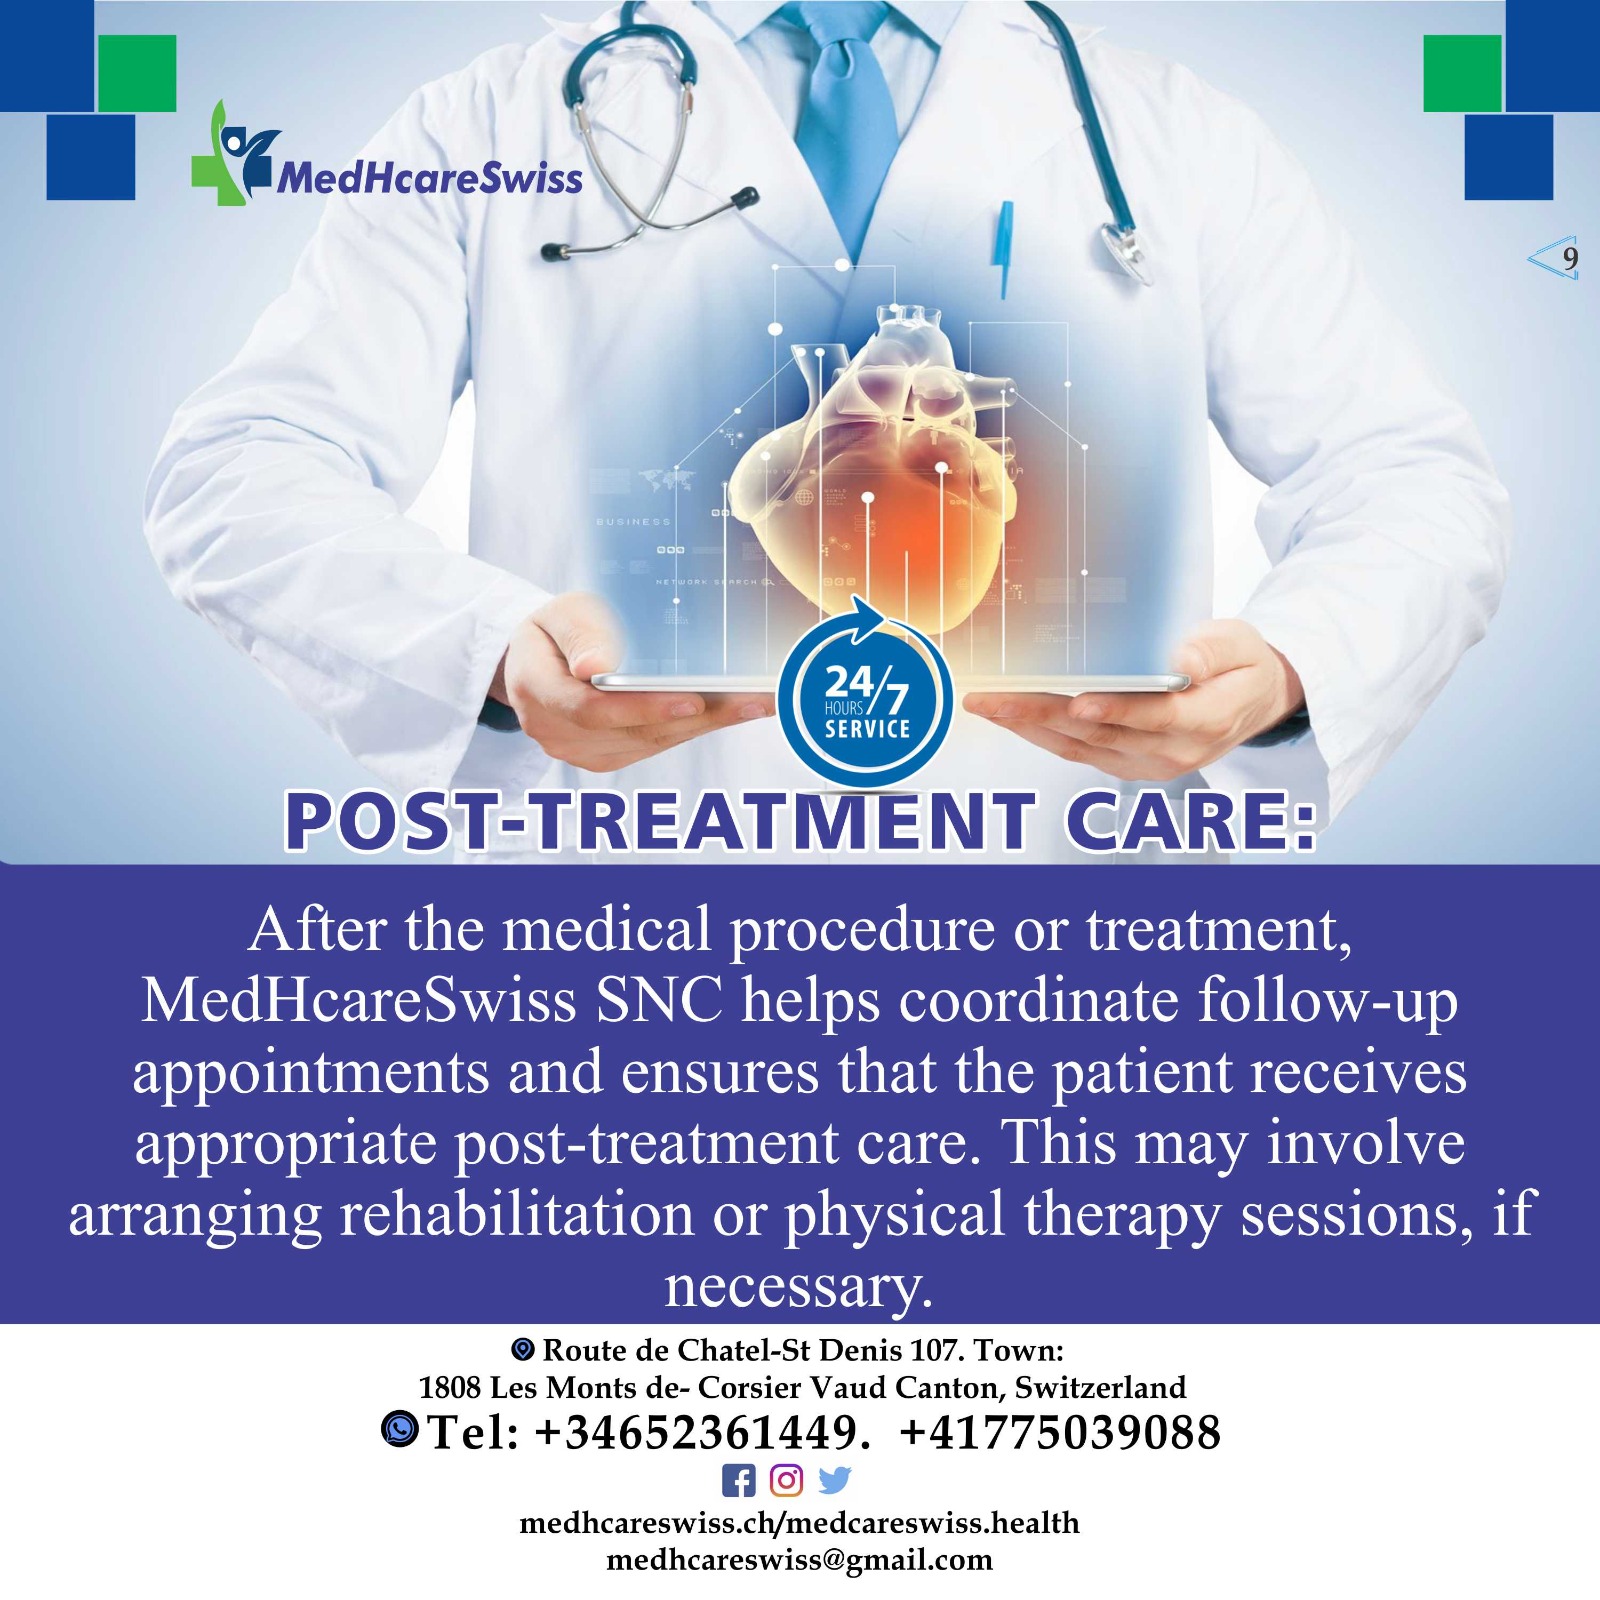 MedHcareSwiss
9
BUSINESS
NETWORK SEARCH
24/7
HOURS
SERVICE
POST-TREATMENT CARE:
After the medical procedure or treatment,
MedHcareSwiss SNC helps coordinate follow-up
appointments and ensures that the patient receives
appropriate post-treatment care. This may involve
arranging rehabilitation or physical therapy sessions, if
necessary.
Route de Chatel-St Denis 107. Town:
1808 Les Monts de- Corsier Vaud Canton, Switzerland
Tel: +34652361449. +41775039088
medhcareswiss.ch/medcareswiss.health
medhcareswiss@gmail.com